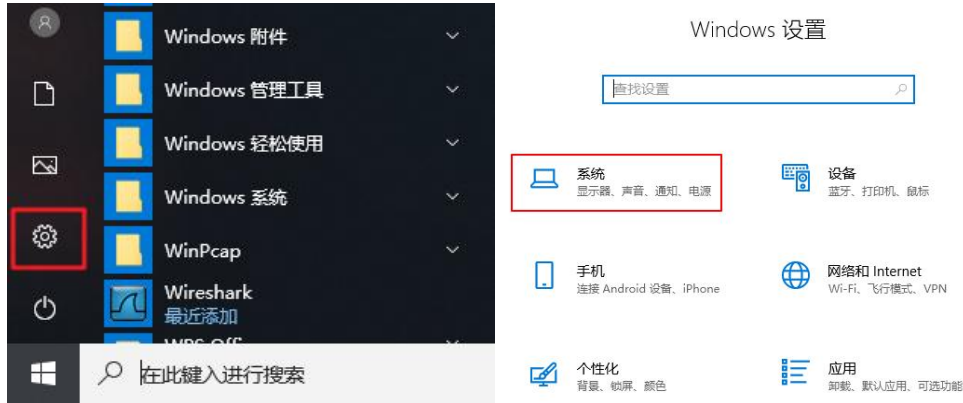 Windows 附件
Windows 管理工具
Windows 轻松使用
Windows 系统
WinPcap
Wireshark
最近添加
在此键入进行搜索
Windows 设置
查找设置
系统
显示器、声音、通知、电源
设备
蓝牙、打印机、鼠标
手机
连接 Android 设备、iPhone
网络和 Internet
Wi-Fi、飞行模式、VPN
个性化
背景、锁屏、颜色
应用
卸载、默认应用、可选功能